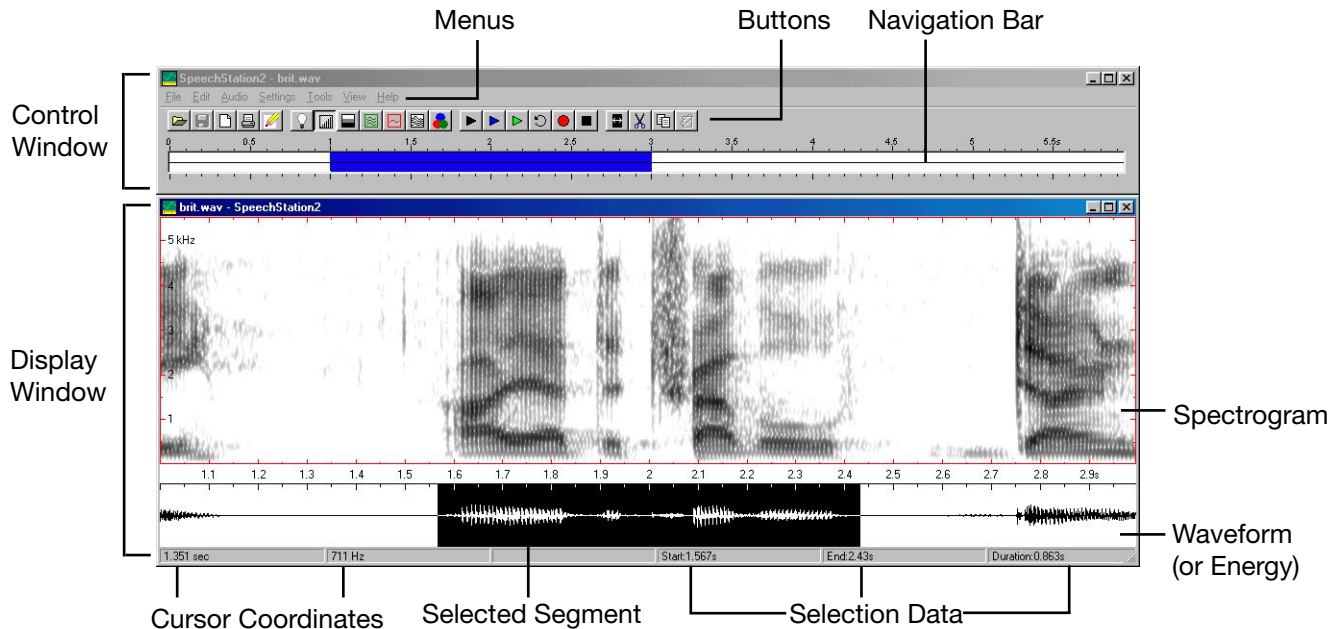 Menus
Buttons
Navigation Bar
Control
Window
SpeechStation2 - brit.wav
File Edit Audio Settings Tools View Help
0 0.5 1 1.5 2 2.5 3 3.5 4 4.5 5 5.5s
Display
Window
brit.wav - SpeechStation2
5 kHz
4
3
2
1
Spectrogram
1.1 1.2 1.3 1.4 1.5 1.6 1.7 1.8 1.9 2 2.1 2.2 2.3 2.4 2.5 2.6 2.7 2.8 2.9s
Waveform
(or Energy)
1.351 sec 711 Hz Start:1.567s End:2.43s Duration:0.863s
Cursor Coordinates
Selected Segment
Selection Data